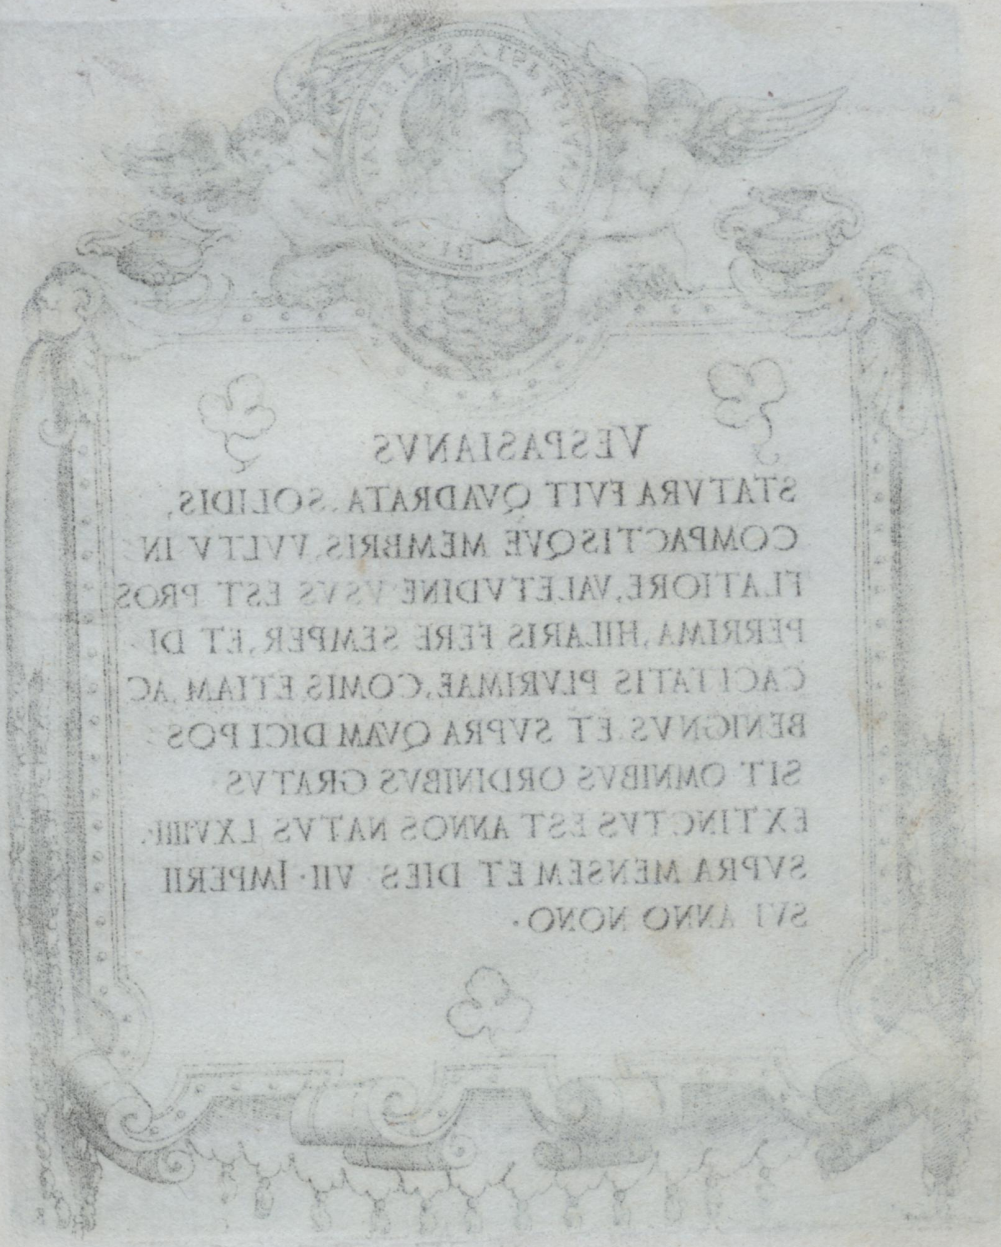 VESPASIANVS
STATVRA FVIT QVADRATA, SOLIDIS,
COMPACTISQVE MEMBRIS, VVLTV IN
FLATIORE, VALETVDINE VSVS EST PROS
PERRIMA, HILARIS FERE SEMPER, ET DI
CACITATIS PLVRIMAE, COMIS ETIAM, AC
BENIGNVS ET SVPRA QVAM DICI POS
SIT OMNIBVS ORDINIBVS GRATVS
EXTINCTVS EST ANNOS NATVS LXVIIII.
SVPRA MENSEM ET DIES VII· IMPERII
SVI ANNO NONO·